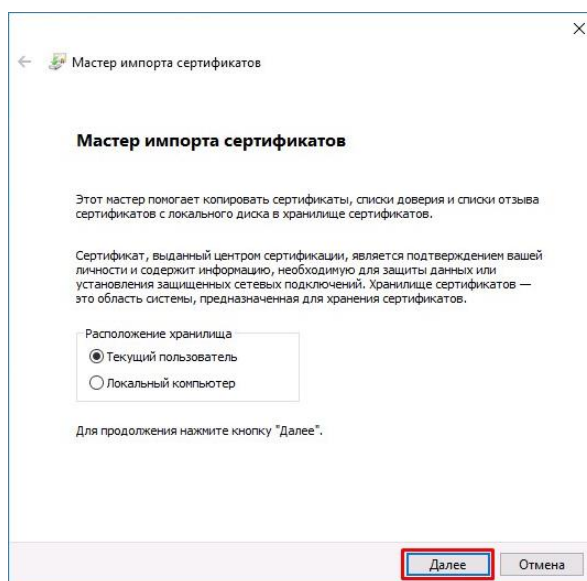 Мастер импорта сертификатов
Мастер импорта сертификатов
Этот мастер помогает копировать сертификаты, списки доверия и списки отзыва
сертификатов с локального диска в хранилище сертификатов.
Сертификат, выданный центром сертификации, является подтверждением вашей
личности и содержит информацию, необходимую для защиты данных или
установления защищенных сетевых подключений. Хранилище сертификатов —
это область системы, предназначенная для хранения сертификатов.
Расположение хранилища
Текущий пользователь
Локальный компьютер
Для продолжения нажмите кнопку "Далее".
Далее Отмена